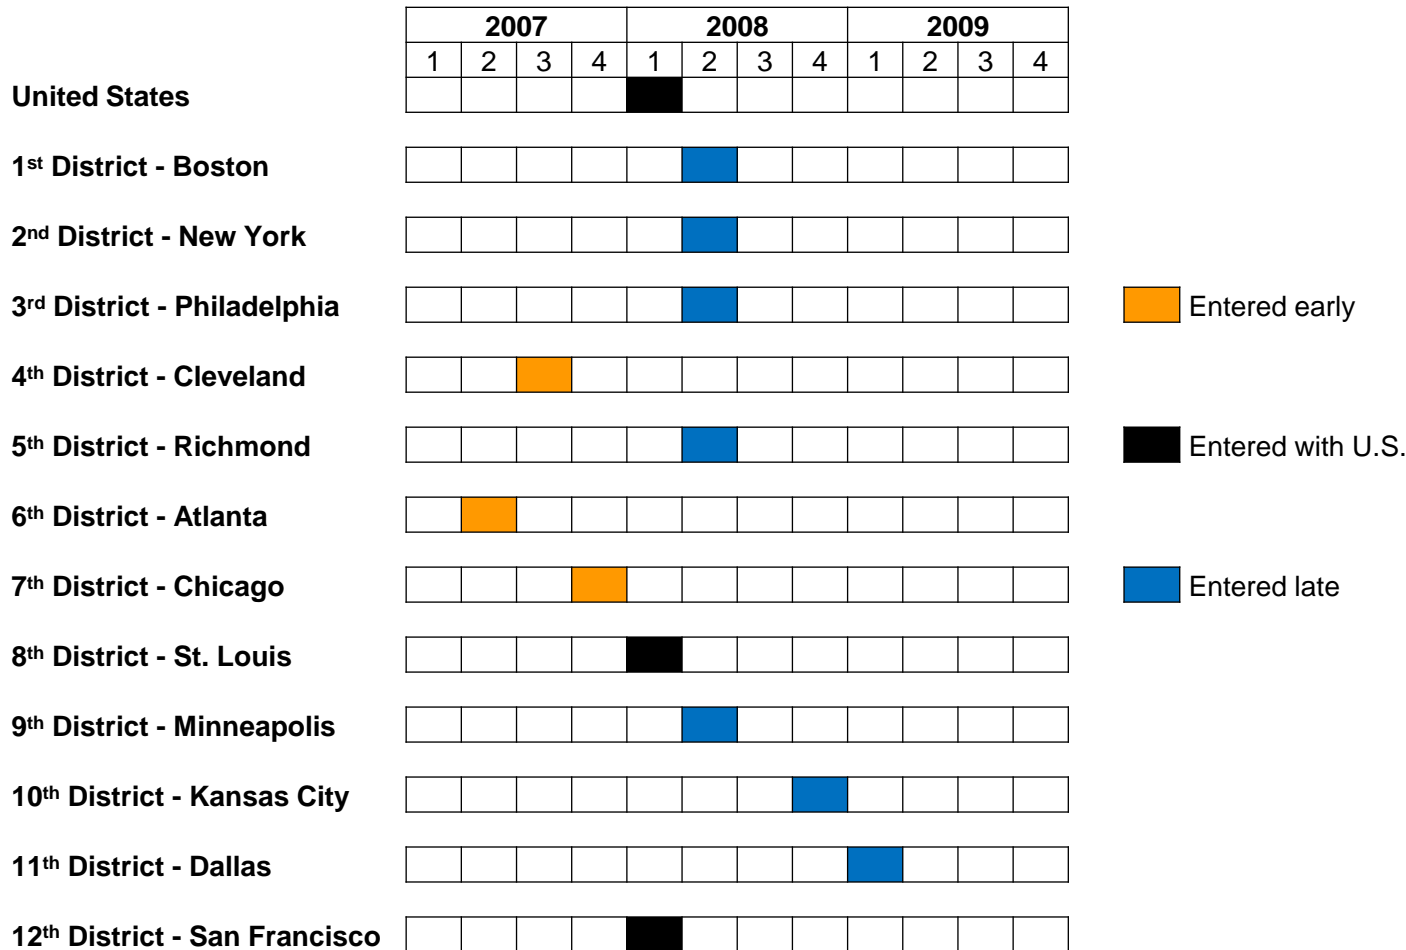 2007 2008 2009
1 2 3 4 1 2 3 4 1 2 3 4
United States
1st District - Boston
2nd District - New York
3rd District - Philadelphia
Entered early
4th District - Cleveland
5th District - Richmond
Entered with U.S.
6th District - Atlanta
7th District - Chicago
Entered late
8th District - St. Louis
9th District - Minneapolis
10th District - Kansas City
11th District - Dallas
12th District - San Francisco